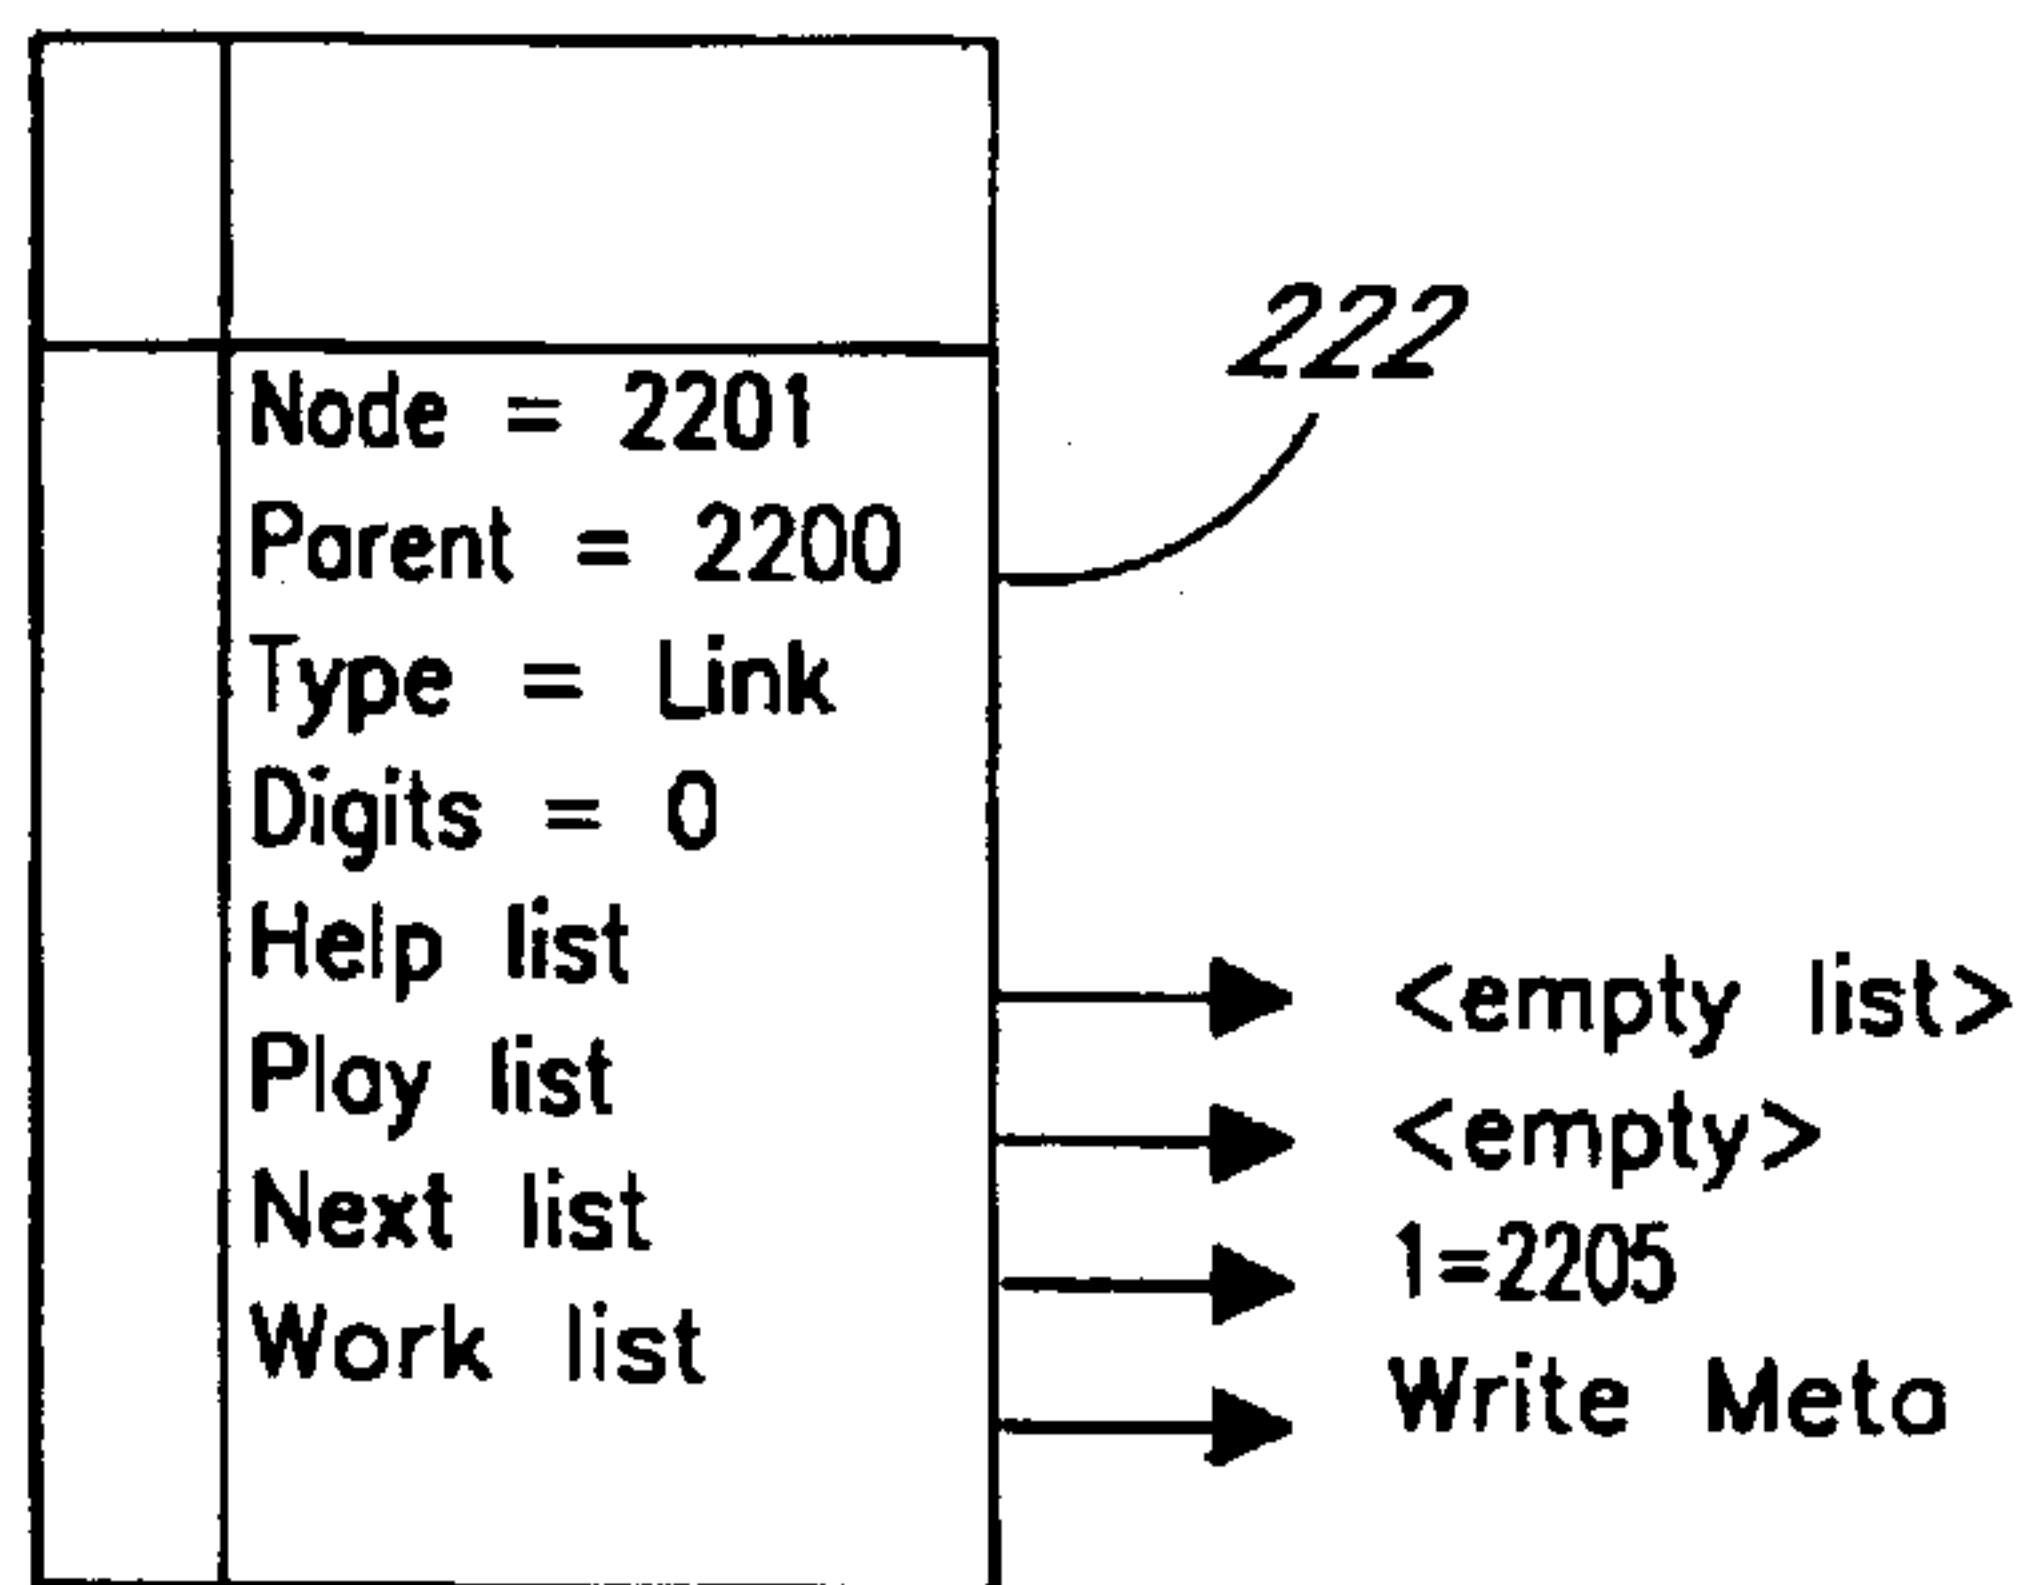 222
Node = 2201
Parent = 2200
Type = Link
Digits = 0
Help list
Play list
Next list
Work list
<empty list>
<empty>
1=2205
Write Meta